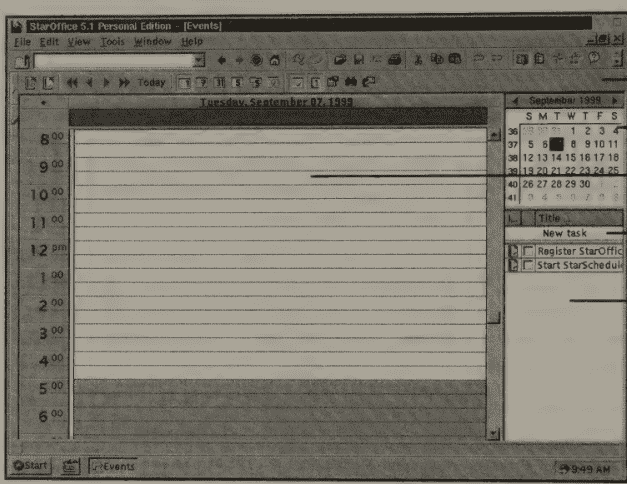 StarOffice 5.1 Personal Edition - [Events]
File Edit View Tools Window Help
Today
Tuesday, September 07, 1999
8 00
9 00
10 00
11 00
12 pm
1 00
2 00
3 00
4 00
5 00
6 00
September 1999
S M T W T F S
36 29 30 31 1 2 3 4
37 5 6 8 9 10 11
38 12 13 14 15 16 17 18
39 19 20 21 22 23 24 25
40 26 27 28 29 30
41
Title
New task
Register StarOffic
Start StarSchedule
Start Events 9:49 AM